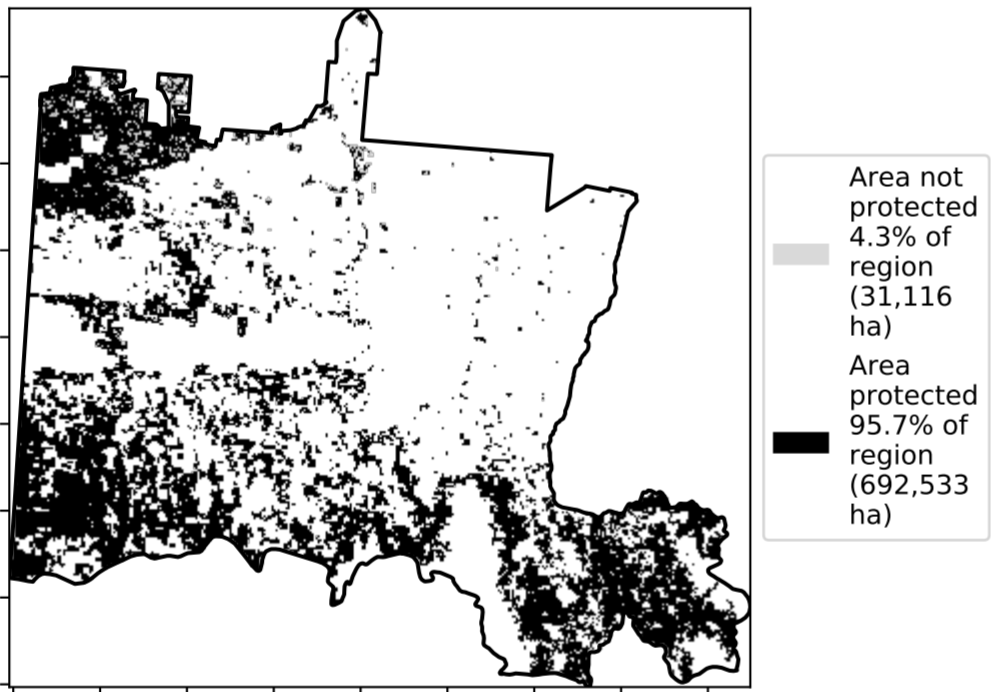 Area not
protected
4.3% of
region
(31,116
ha)
Area
protected
95.7% of
region
(692,533
ha)